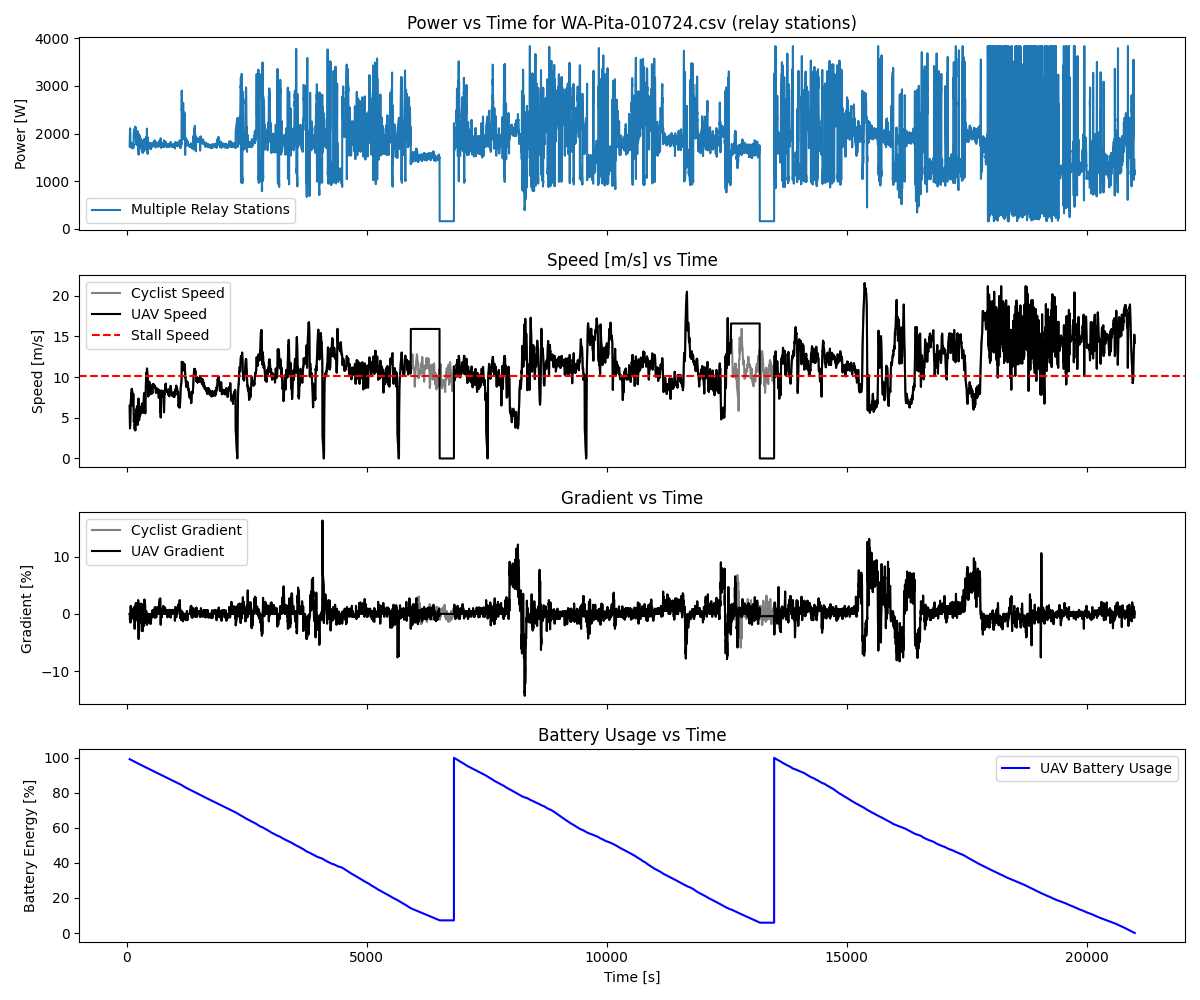 Power vs Time for WA-Pita-010724.csv (relay stations)
4000
3000
2000
1000
0
Power [W]
Multiple Relay Stations
Speed [m/s] vs Time
20
15
10
5
0
Speed [m/s]
Cyclist Speed
UAV Speed
Stall Speed
Gradient vs Time
10
0
−10
Gradient [%]
Cyclist Gradient
UAV Gradient
Battery Usage vs Time
100
80
60
40
20
0
Battery Energy [%]
UAV Battery Usage
0 5000 10000 15000 20000
Time [s]